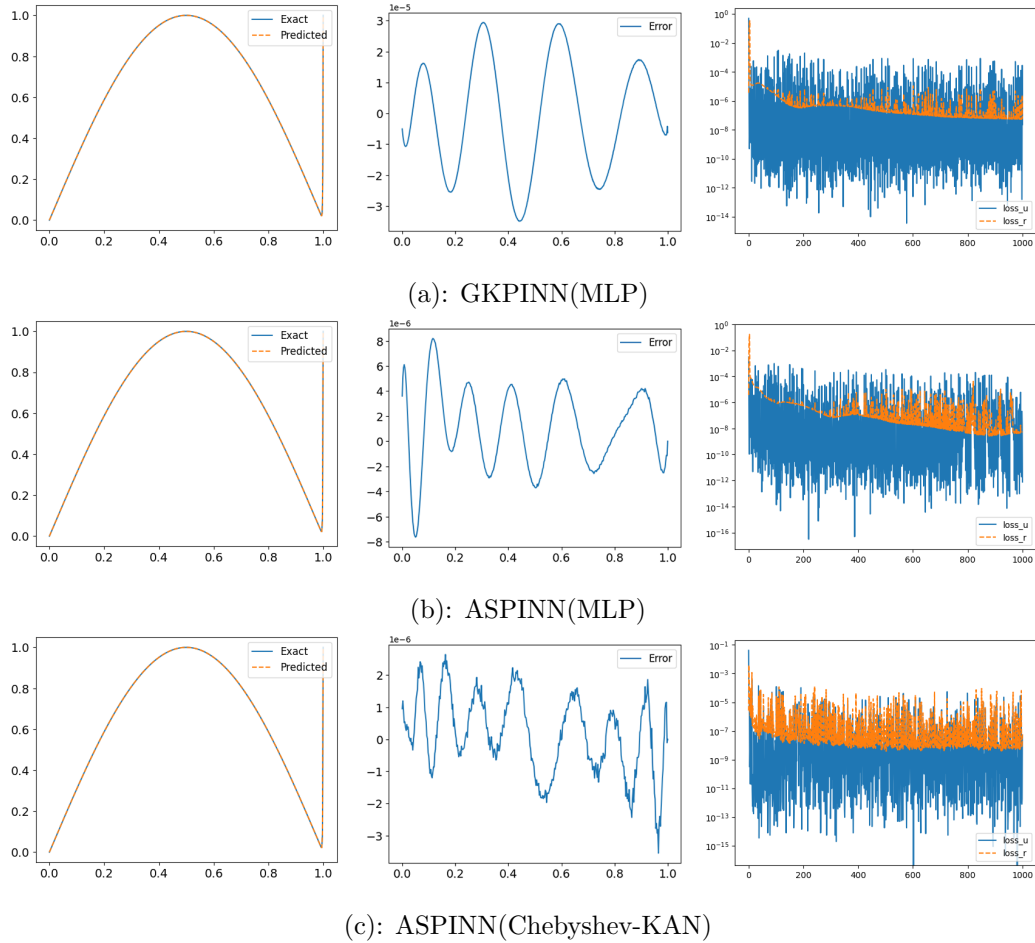 1e−5
Exact
Predicted
Error
loss_u
loss_r
1.0
0.8
0.6
0.4
0.2
0.0
0.0 0.2 0.4 0.6 0.8 1.0
3
2
1
0
−1
−2
−3
0.0 0.2 0.4 0.6 0.8 1.0
10⁰
10⁻²
10⁻⁴
10⁻⁶
10⁻⁸
10⁻¹⁰
10⁻¹²
10⁻¹⁴
0 200 400 600 800 1000
(a): GKPINN(MLP)
1e−6
Exact
Predicted
Error
loss_u
loss_r
1.0
0.8
0.6
0.4
0.2
0.0
0.0 0.2 0.4 0.6 0.8 1.0
8
6
4
2
0
−2
−4
−6
−8
0.0 0.2 0.4 0.6 0.8 1.0
10⁰
10⁻²
10⁻⁴
10⁻⁶
10⁻⁸
10⁻¹⁰
10⁻¹²
10⁻¹⁴
10⁻¹⁶
0 200 400 600 800 1000
(b): ASPINN(MLP)
1e−6
Exact
Predicted
Error
loss_u
loss_r
1.0
0.8
0.6
0.4
0.2
0.0
0.0 0.2 0.4 0.6 0.8 1.0
2
1
0
−1
−2
−3
0.0 0.2 0.4 0.6 0.8 1.0
10⁻¹
10⁻³
10⁻⁵
10⁻⁷
10⁻⁹
10⁻¹¹
10⁻¹³
10⁻¹⁵
0 200 400 600 800 1000
(c): ASPINN(Chebyshev-KAN)